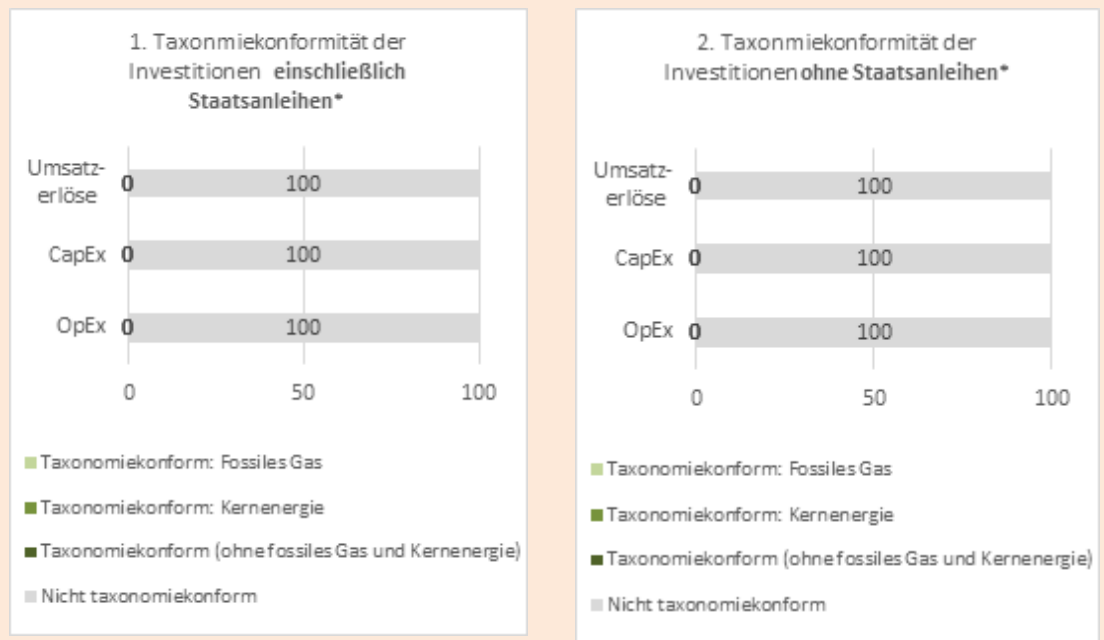 1. Taxonmiekonformität der
Investitionen einschließlich
Staatsanleihen*
Umsatz-
erlöse
0 100
CapEx 0 100
OpEx 0 100
0 50 100
Taxonomiekonform: Fossiles Gas
Taxonomiekonform: Kernenergie
Taxonomiekonform (ohne fossiles Gas und Kernenergie)
Nicht taxonomiekonform
2. Taxonmiekonformität der
Investitionen ohne Staatsanleihen*
Umsatz-
erlöse
0 100
CapEx 0 100
OpEx 0 100
0 50 100
Taxonomiekonform: Fossiles Gas
Taxonomiekonform: Kernenergie
Taxonomiekonform (ohne fossiles Gas und Kernenergie)
Nicht taxonomiekonform